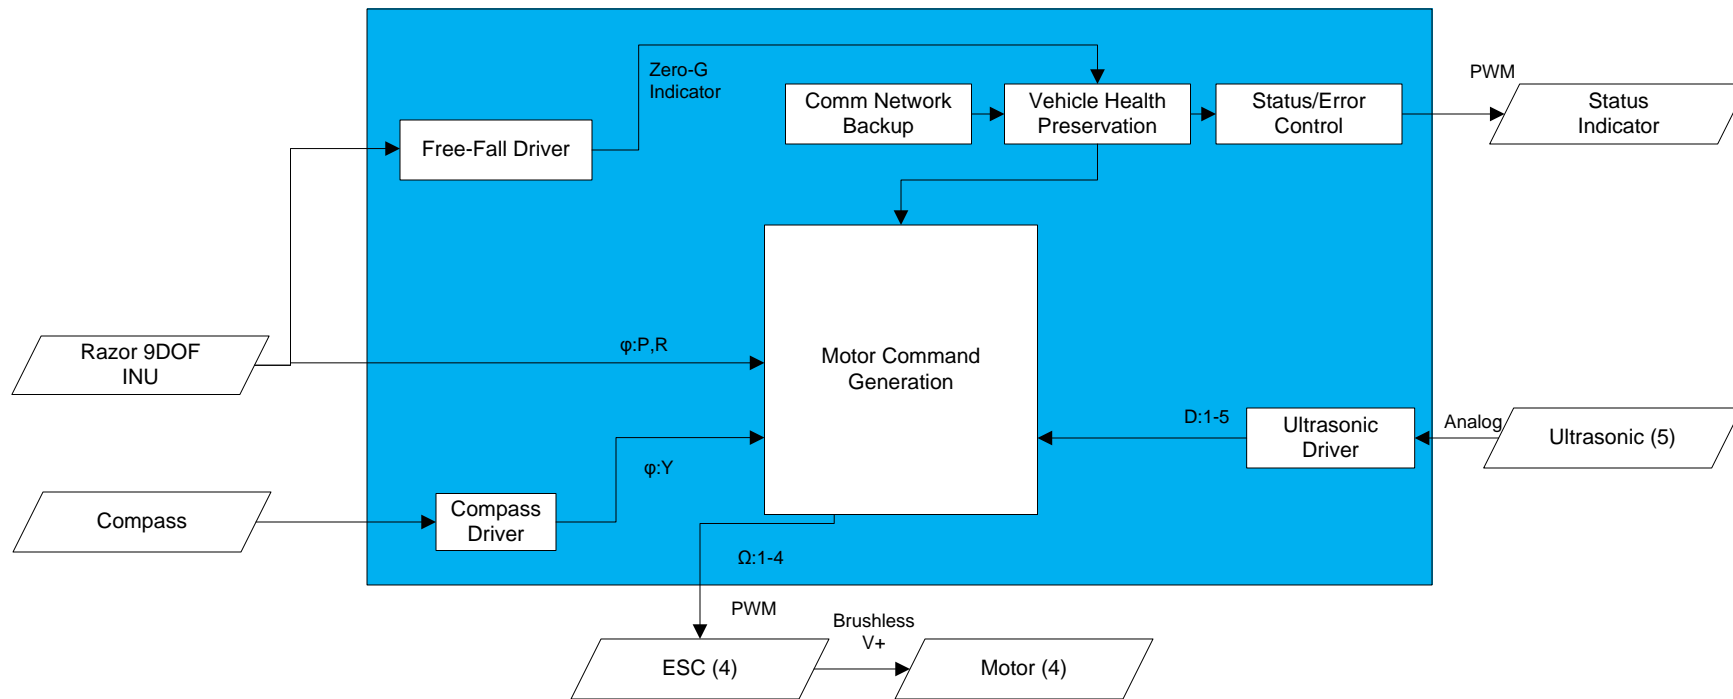 Zero-G
Indicator
PWM
Comm Network
Backup
Vehicle Health
Preservation
Status/Error
Control
Status
Indicator
Free-Fall Driver
Razor 9DOF
INU
φ:P,R
Motor Command
Generation
D:1-5
Ultrasonic
Driver
Analog
Ultrasonic (5)
φ:Y
Compass
Compass
Driver
Ω:1-4
PWM
Brushless
V+
ESC (4)
Motor (4)